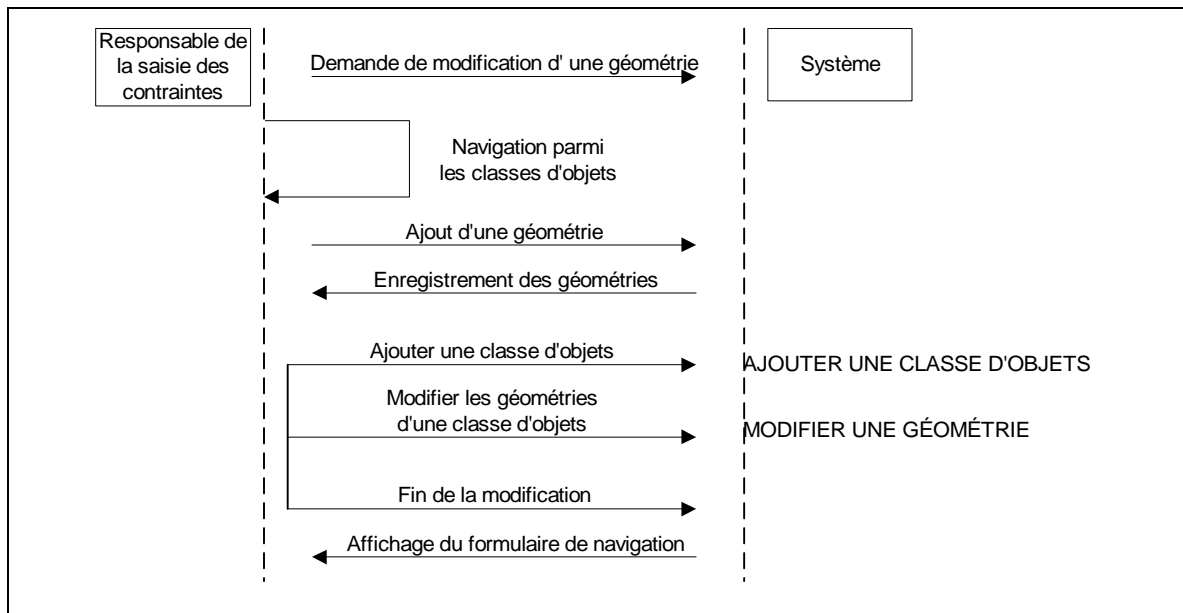 Responsable de
la saisie des
contraintes
Demande de modification d' une géométrie
Système
Navigation parmi
les classes d'objets
Ajout d'une géométrie
Enregistrement des géométries
Ajouter une classe d'objets
AJOUTER UNE CLASSE D'OBJETS
Modifier les géométries
d'une classe d'objets
MODIFIER UNE GÉOMÉTRIE
Fin de la modification
Affichage du formulaire de navigation